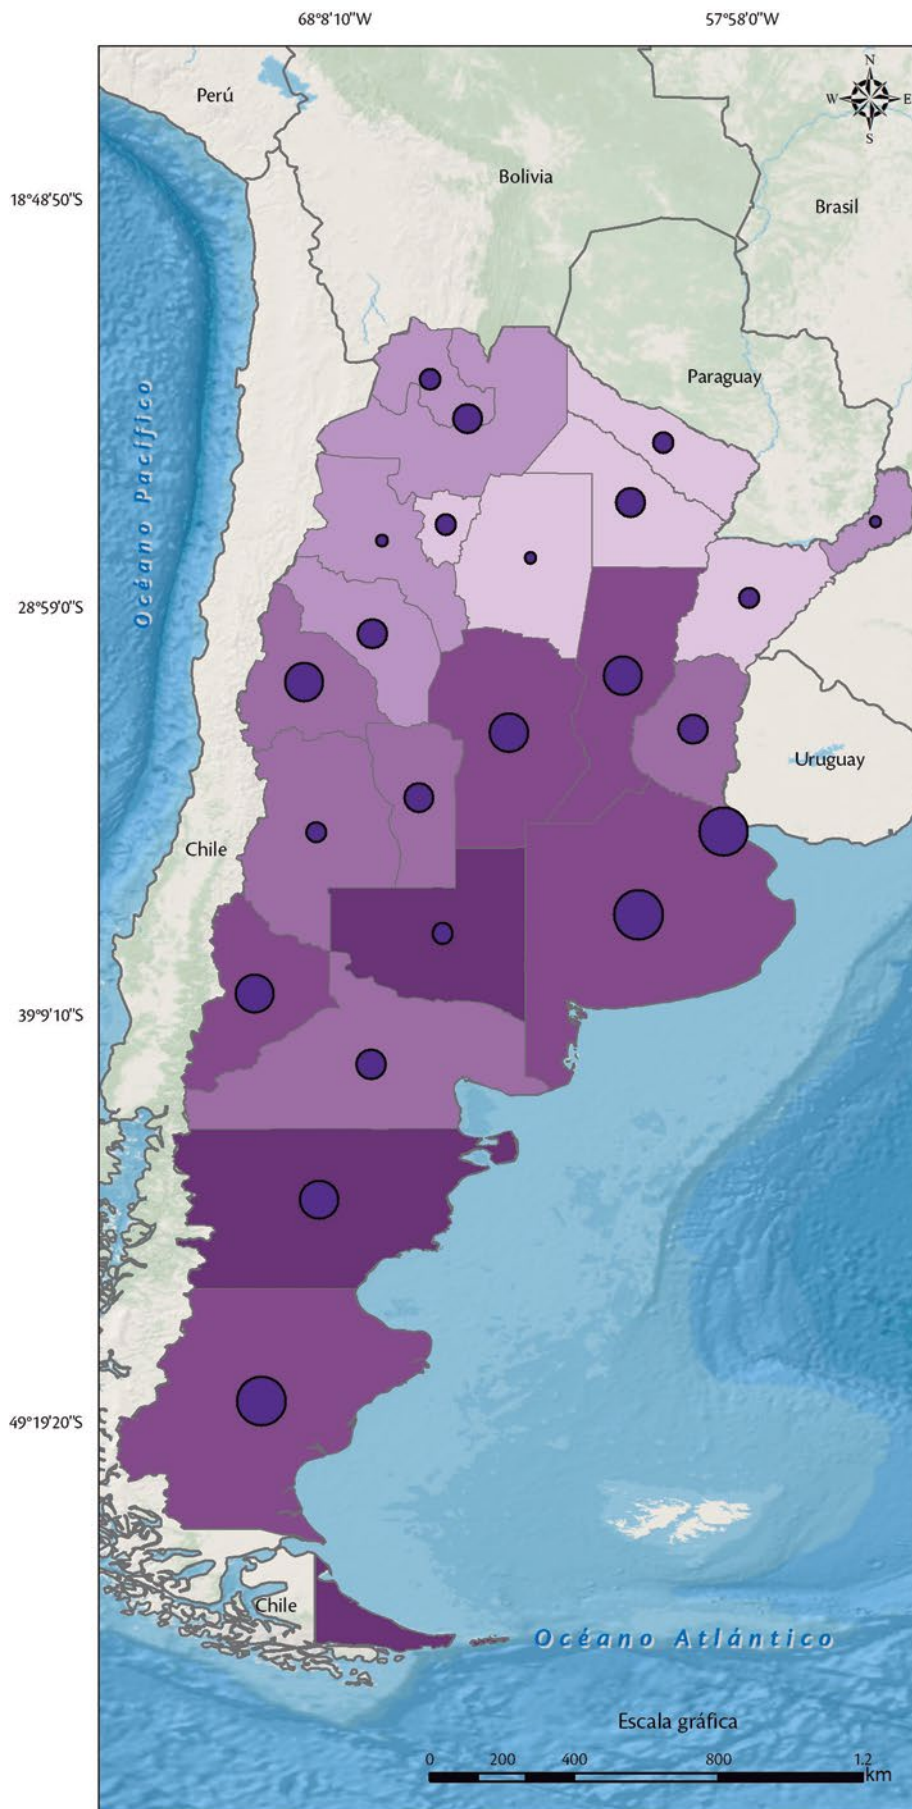 68°8'10"W
57°58'0"W
N
W
E
S
Perú
Bolivia
Brasil
18°48'50"S
Paraguay
Océano Pacífico
28°59'0"S
Uruguay
Chile
39°9'10"S
49°19'20"S
Chile
Océano Atlántico
Escala gráfica
0 200 400 800 1.2
km